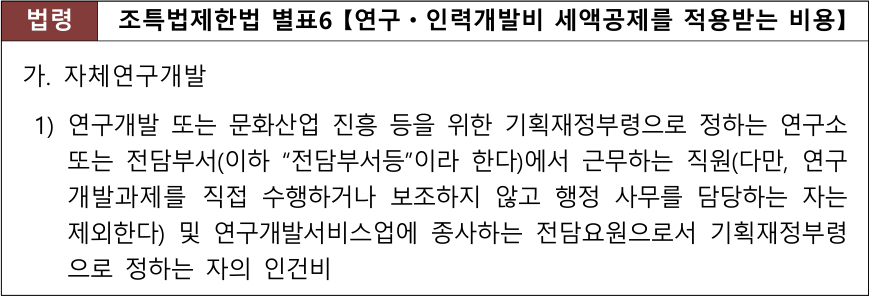 법령 조특법제한법 별표6 【연구・인력개발비 세액공제를 적용받는 비용】
가. 자체연구개발
1) 연구개발 또는 문화산업 진흥 등을 위한 기획재정부령으로 정하는 연구소
또는 전담부서(이하 “전담부서등”이라 한다)에서 근무하는 직원(다만, 연구
개발과제를 직접 수행하거나 보조하지 않고 행정 사무를 담당하는 자는
제외한다) 및 연구개발서비스업에 종사하는 전담요원으로서 기획재정부령
으로 정하는 자의 인건비